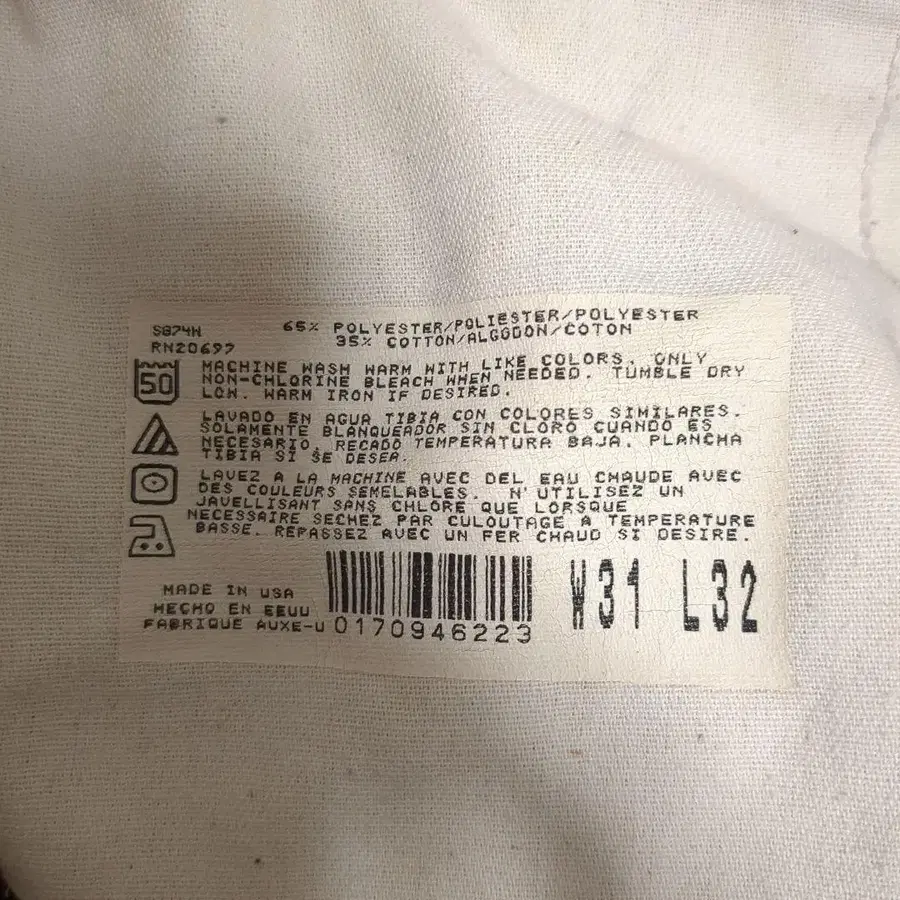 S874W
RN20697
65% POLYESTER/POLIESTER/POLYESTER
35% COTTON/ALGODON/COTON
50
MACHINE WASH WARM WITH LIKE COLORS. ONLY
NON-CHLORINE BLEACH WHEN NEEDED. TUMBLE DRY
LOW. WARM IRON IF DESIRED.
LAVADO EN AGUA TIBIA CON COLORES SIMILARES.
SOLAMENTE BLANQUEADOR SIN CLORO CUANDO ES
NECESARIO. RECADO TEMPERATURA BAJA. PLANCHA
TIBIA SI SE DESEA.
LAVEZ A LA MACHINE AVEC DEL EAU CHAUDE AVEC
DES COULEURS SEMELABLES. N'UTILISEZ UN
JAVELLISANT SANS CHLORE QUE LORSQUE
NECESSAIRE SECHEZ PAR CULOUTAGE A TEMPERATURE
BASSE. REPASSEZ AVEC UN FER CHAUD SI DESIRE.
MADE IN USA
HECHO EN EEUU
FABRIQUE AUXE-U
0170946223
W31 L32